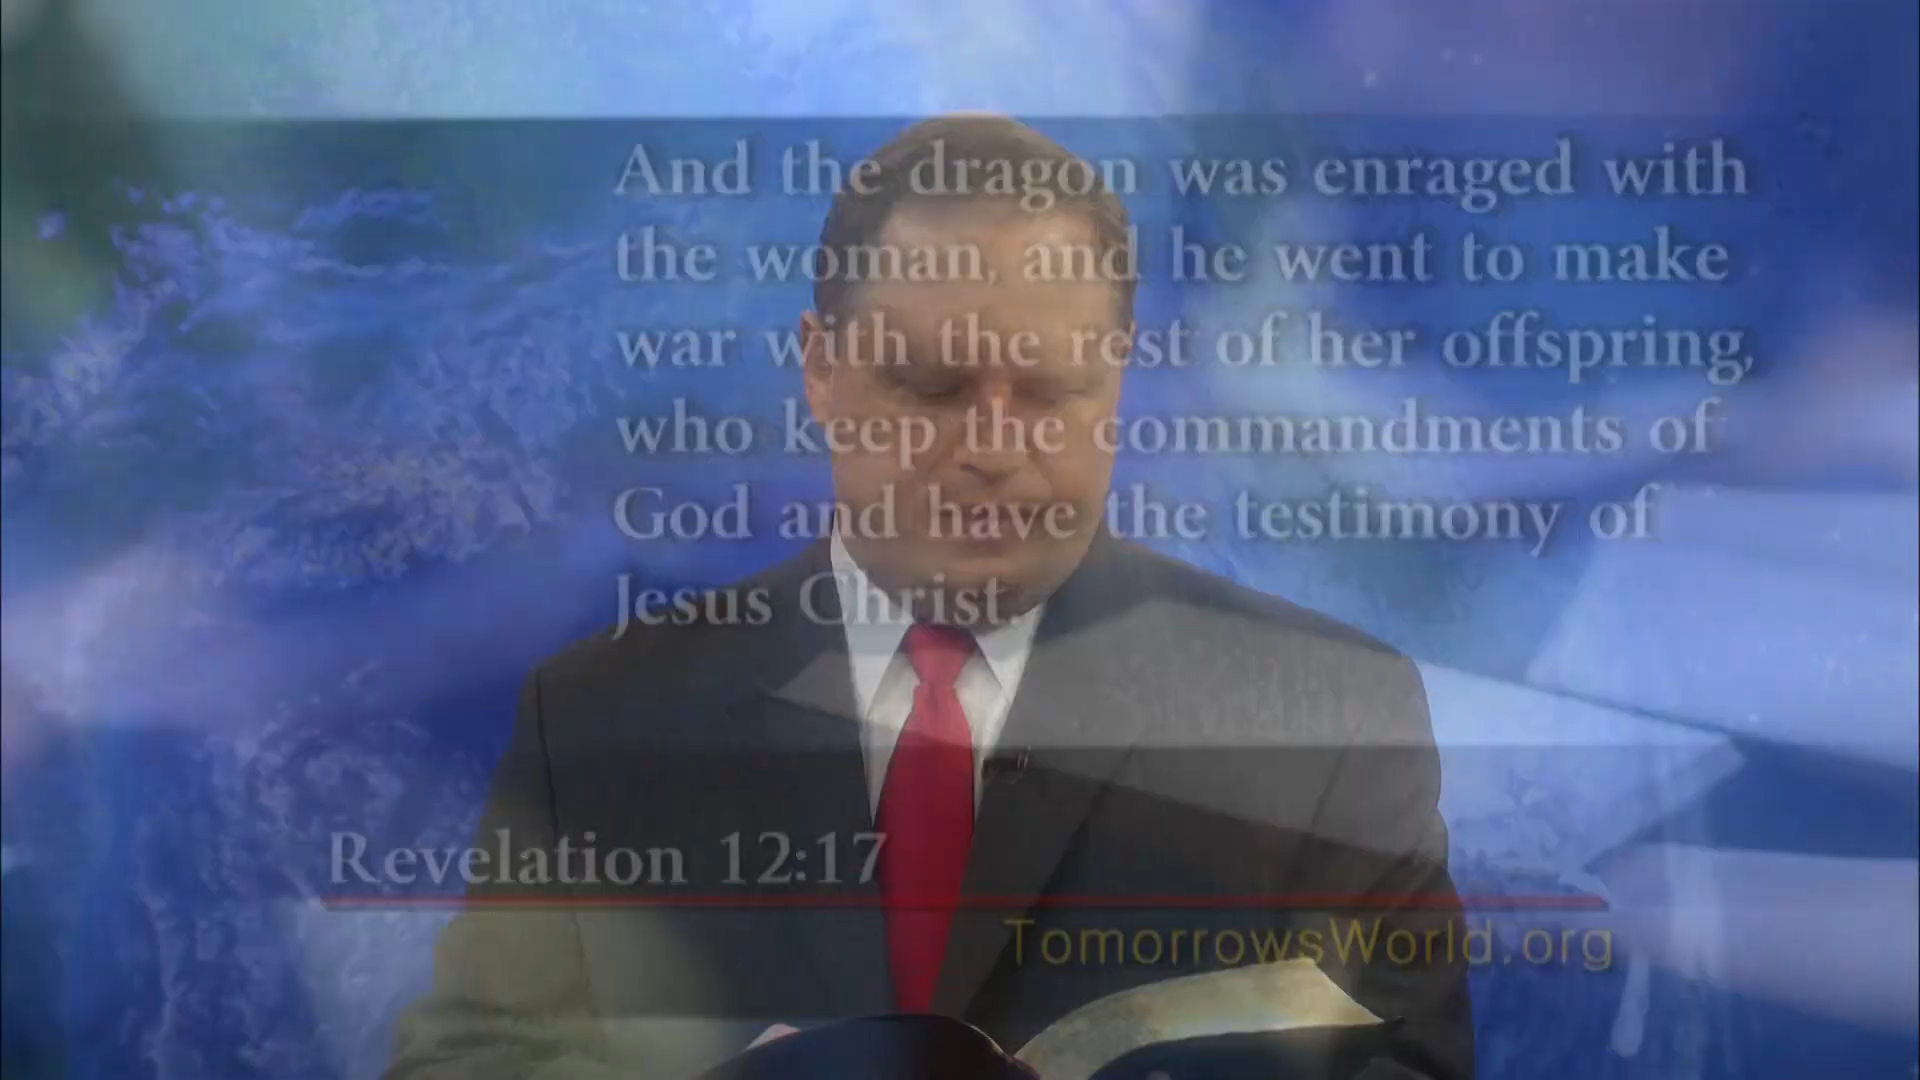 And the dragon was enraged with
the woman, and he went to make
war with the rest of her offspring,
who keep the commandments of
God and have the testimony of
Jesus Christ.
Revelation 12:17
TomorrowsWorld.org